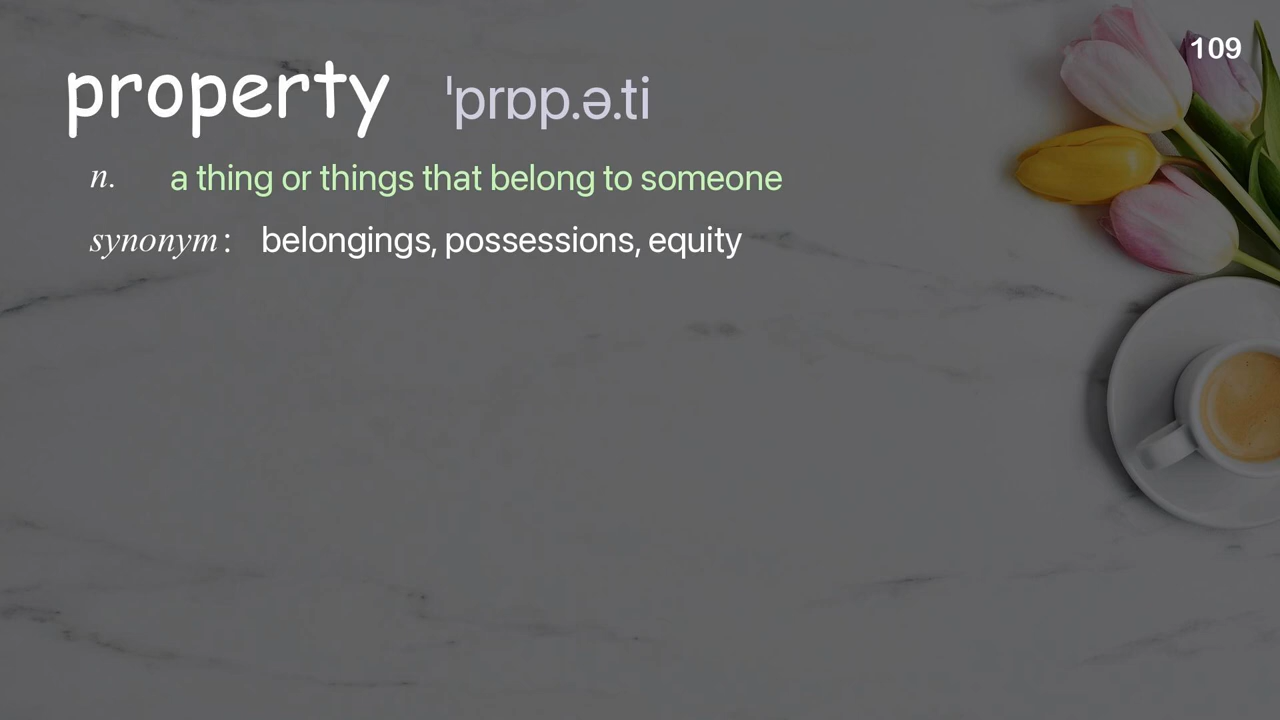 109
property ˈprɒp.ə.ti
n. a thing or things that belong to someone
synonym: belongings, possessions, equity